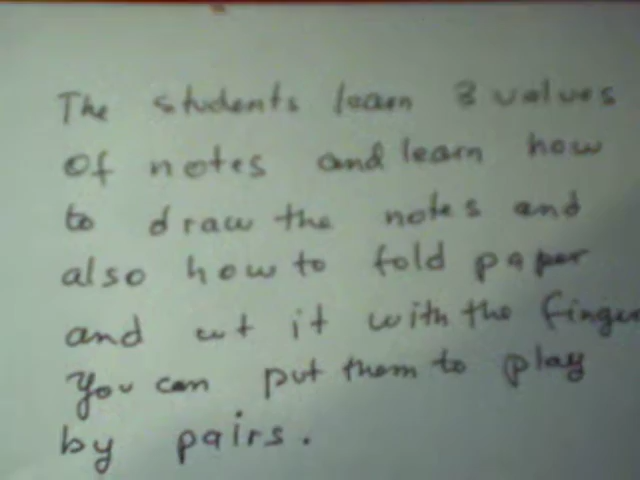 The students learn 3 values
of notes and learn how
to draw the notes and
also how to fold paper
and cut it with the finger
you can put them to play
by pairs.